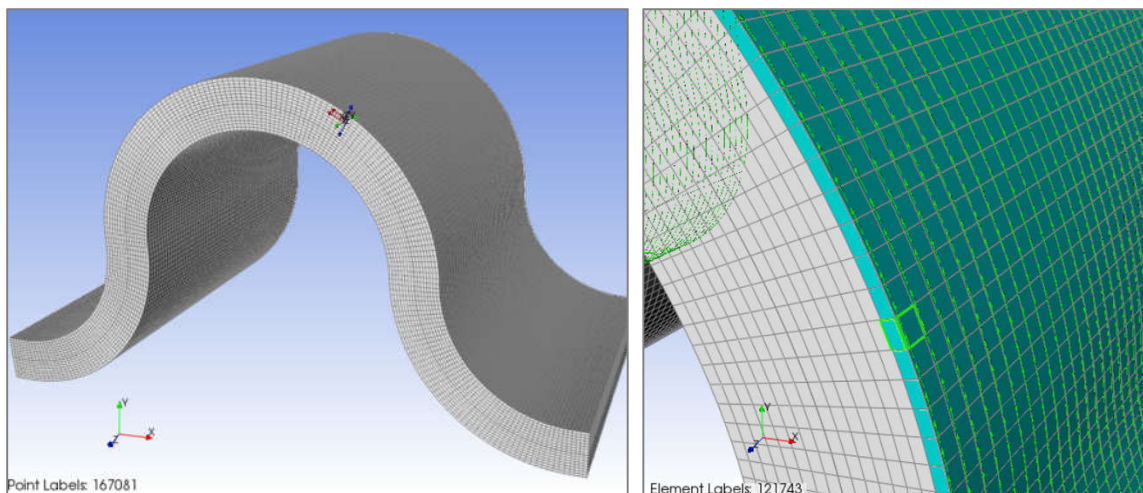 Y
X
Z
Point Labels: 167081
Y
X
Z
Element Labels: 121743